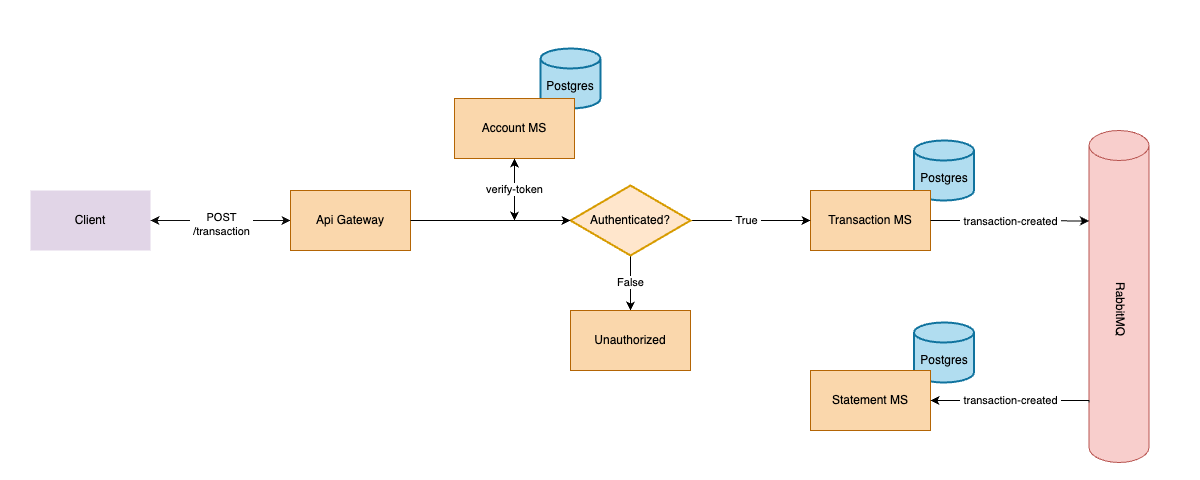 Postgres
Account MS
verify-token
Client
POST
/transaction
Api Gateway
Authenticated?
True
Postgres
Transaction MS
transaction-created
False
Unauthorized
RabbitMQ
Postgres
Statement MS
transaction-created